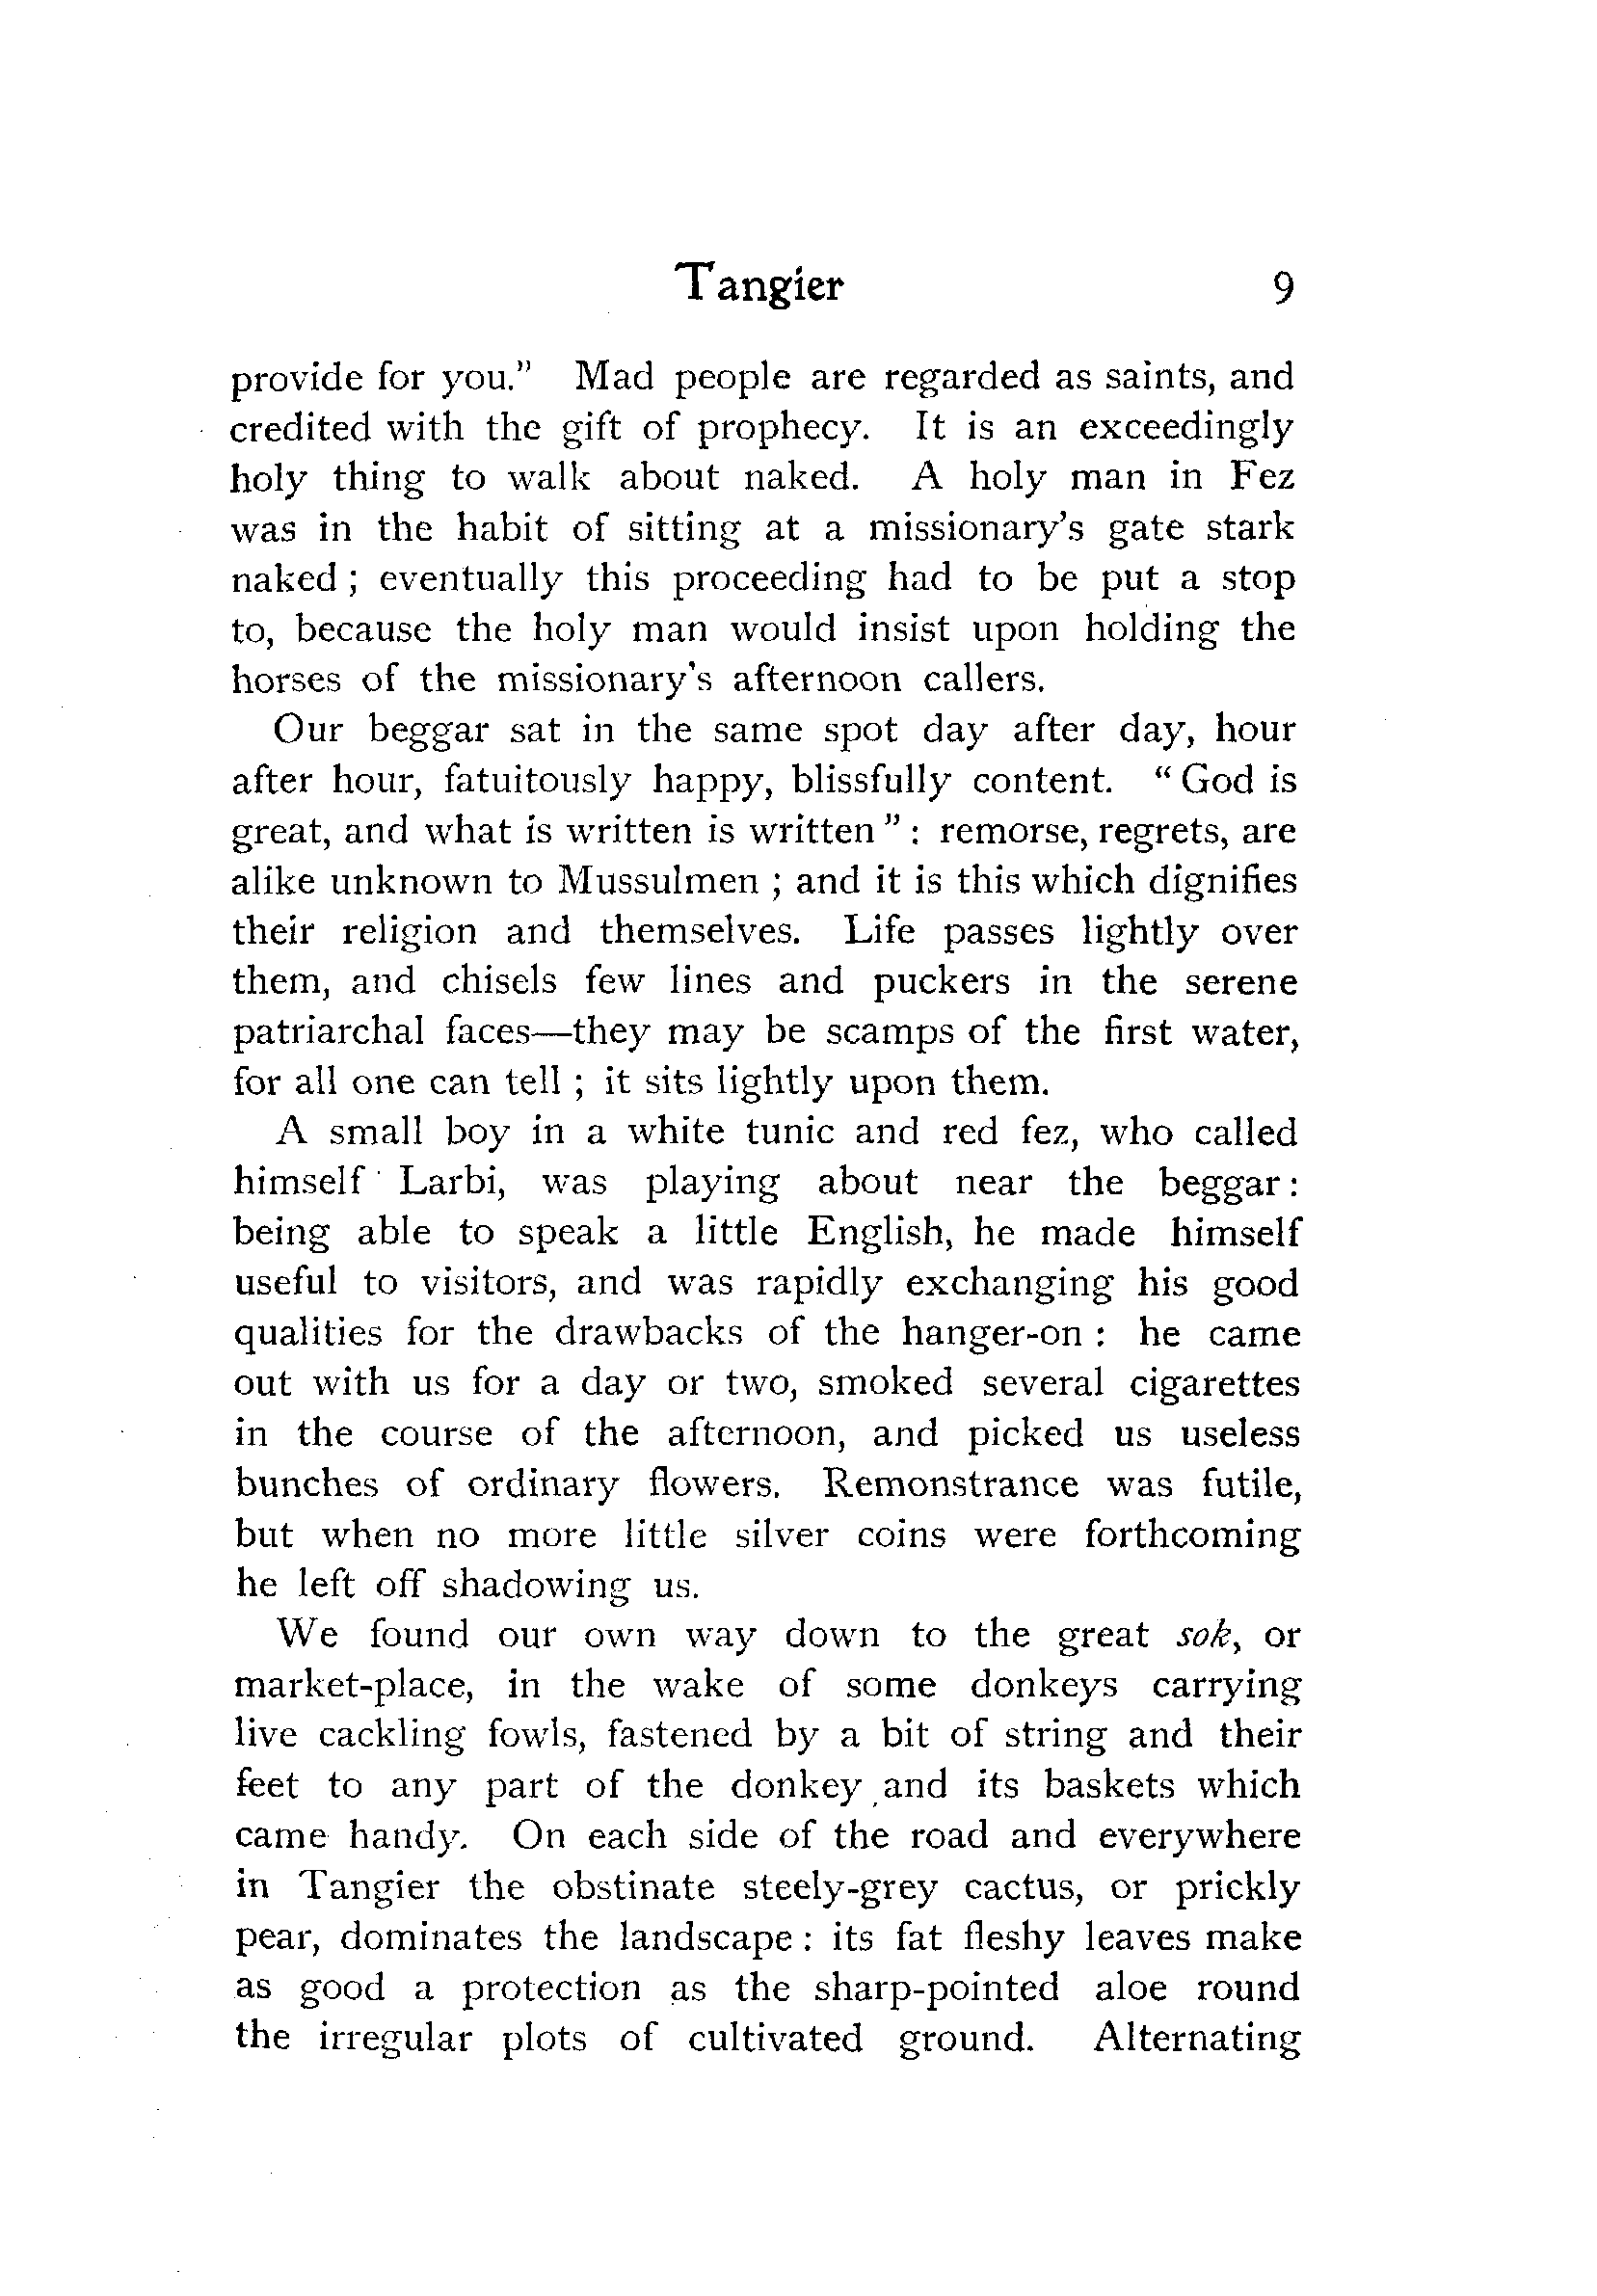 Tangier 9
provide for you." Mad people are regarded as saints, and
credited with the gift of prophecy. It is an exceedingly
holy thing to walk about naked. A holy man in Fez
was in the habit of sitting at a missionary's gate stark
naked ; eventually this proceeding had to be put a stop
to, because the holy man would insist upon holding the
horses of the missionary's afternoon callers.
Our beggar sat in the same spot day after day, hour
after hour, fatuitously happy, blissfully content. "God is
great, and what is written is written" : remorse, regrets, are
alike unknown to Mussulmen ; and it is this which dignifies
their religion and themselves. Life passes lightly over
them, and chisels few lines and puckers in the serene
patriarchal faces—they may be scamps of the first water,
for all one can tell ; it sits lightly upon them.
A small boy in a white tunic and red fez, who called
himself Larbi, was playing about near the beggar:
being able to speak a little English, he made himself
useful to visitors, and was rapidly exchanging his good
qualities for the drawbacks of the hanger-on : he came
out with us for a day or two, smoked several cigarettes
in the course of the afternoon, and picked us useless
bunches of ordinary flowers. Remonstrance was futile,
but when no more little silver coins were forthcoming
he left off shadowing us.
We found our own way down to the great sok, or
market-place, in the wake of some donkeys carrying
live cackling fowls, fastened by a bit of string and their
feet to any part of the donkey and its baskets which
came handy. On each side of the road and everywhere
in Tangier the obstinate steely-grey cactus, or prickly
pear, dominates the landscape : its fat fleshy leaves make
as good a protection as the sharp-pointed aloe round
the irregular plots of cultivated ground. Alternating